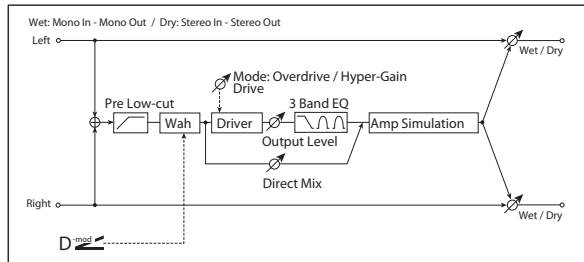 Wet: Mono In - Mono Out / Dry: Stereo In - Stereo Out
Left
Wet / Dry
Mode: Overdrive / Hyper-Gain
Drive
Pre Low-cut
3 Band EQ
Wah
Driver
Amp Simulation
Output Level
Direct Mix
Right
Wet / Dry
D-mod